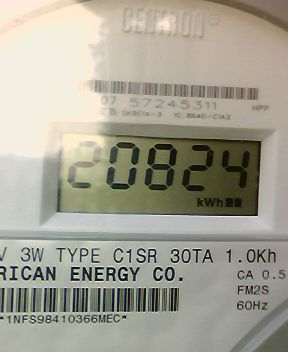 CENTRON®
07 57245311 HPP
20824
kWh
V 3W TYPE C1SR 30TA 1.0Kh
RICAN ENERGY CO.
CA 0.5
FM2S
60Hz
*1NFS98410366MEC*